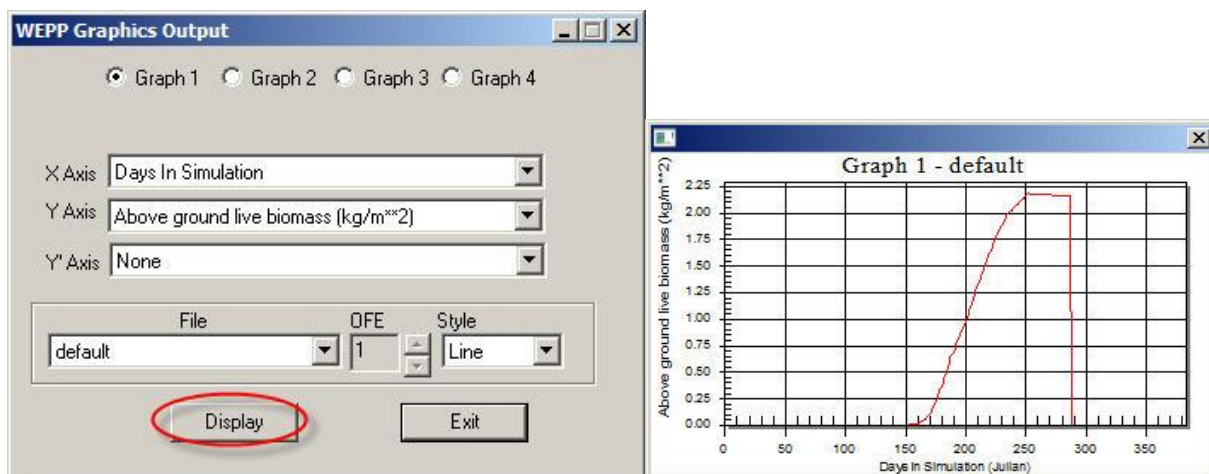 WEPP Graphics Output
Graph 1 Graph 2 Graph 3 Graph 4
X Axis Days In Simulation
Y Axis Above ground live biomass (kg/m**2)
Y" Axis None
File OFE Style
default 1 Line
Display Exit
Graph 1 - default
Above ground live biomass (kg/m**2)
2.25
2.00
1.75
1.50
1.25
1.00
0.75
0.50
0.25
0.00
0 50 100 150 200 250 300 350
Days In Simulation (Julian)